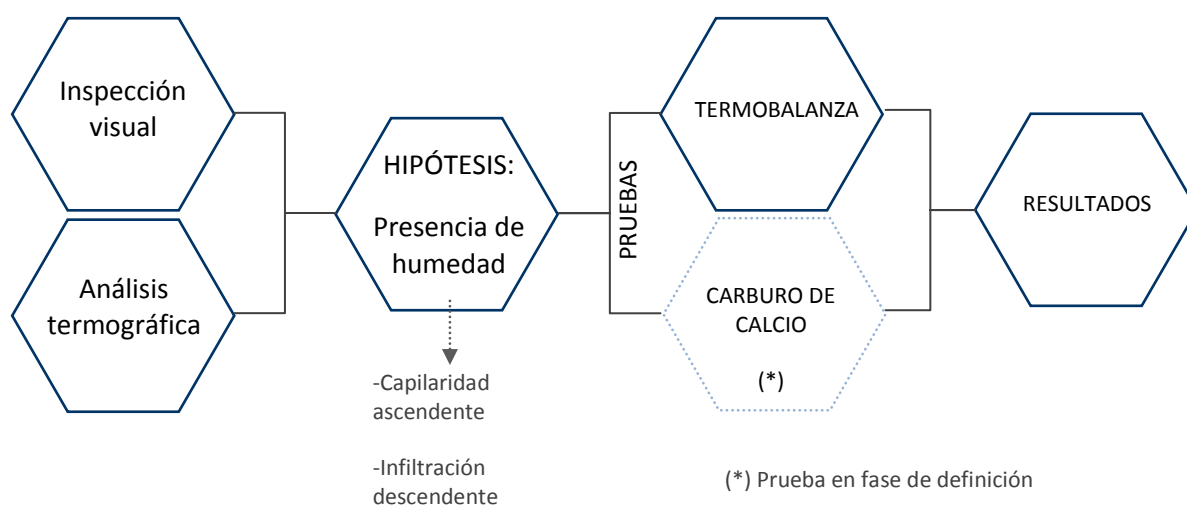 Inspección
visual
Análisis
termográfica
HIPÓTESIS:
Presencia de
humedad
-Capilaridad
ascendente
-Infiltración
descendente
PRUEBAS
TERMOBALANZA
CARBURO DE
CALCIO
(*)
RESULTADOS
(*) Prueba en fase de definición